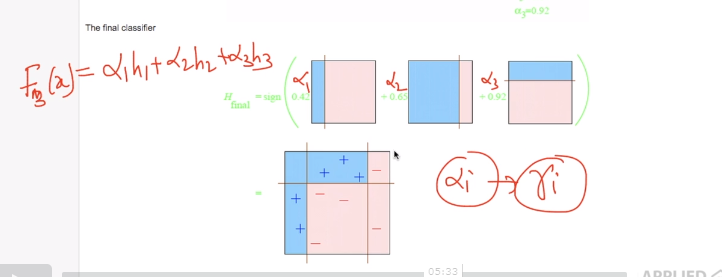 α₃=0.92
The final classifier
F₃(x) = α₁h₁+α₂h₂+α₃h₃
α₁ α₂ α₃
H final = sign ( 0.42 + 0.65 + 0.92 )
=
+ + + −
+ − −
+ − −
αi → γi
05:33
APPLIED